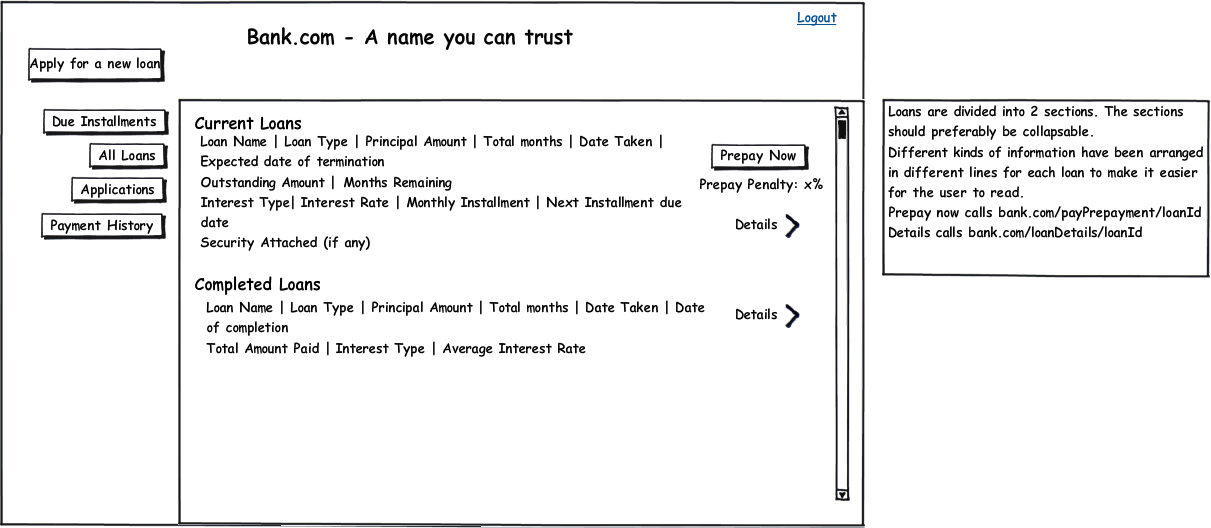 Logout
Bank.com - A name you can trust
Apply for a new loan
Due Installments
All Loans
Applications
Payment History
Current Loans
Loan Name | Loan Type | Principal Amount | Total months | Date Taken |
Expected date of termination
Outstanding Amount | Months Remaining
Interest Type| Interest Rate | Monthly Installment | Next Installment due
date
Security Attached (if any)
Prepay Now
Prepay Penalty: x%
Details
Completed Loans
Loan Name | Loan Type | Principal Amount | Total months | Date Taken | Date
of completion
Total Amount Paid | Interest Type | Average Interest Rate
Details
Loans are divided into 2 sections. The sections
should preferably be collapsable.
Different kinds of information have been arranged
in different lines for each loan to make it easier
for the user to read.
Prepay now calls bank.com/payPrepayment/loanId
Details calls bank.com/loanDetails/loanId